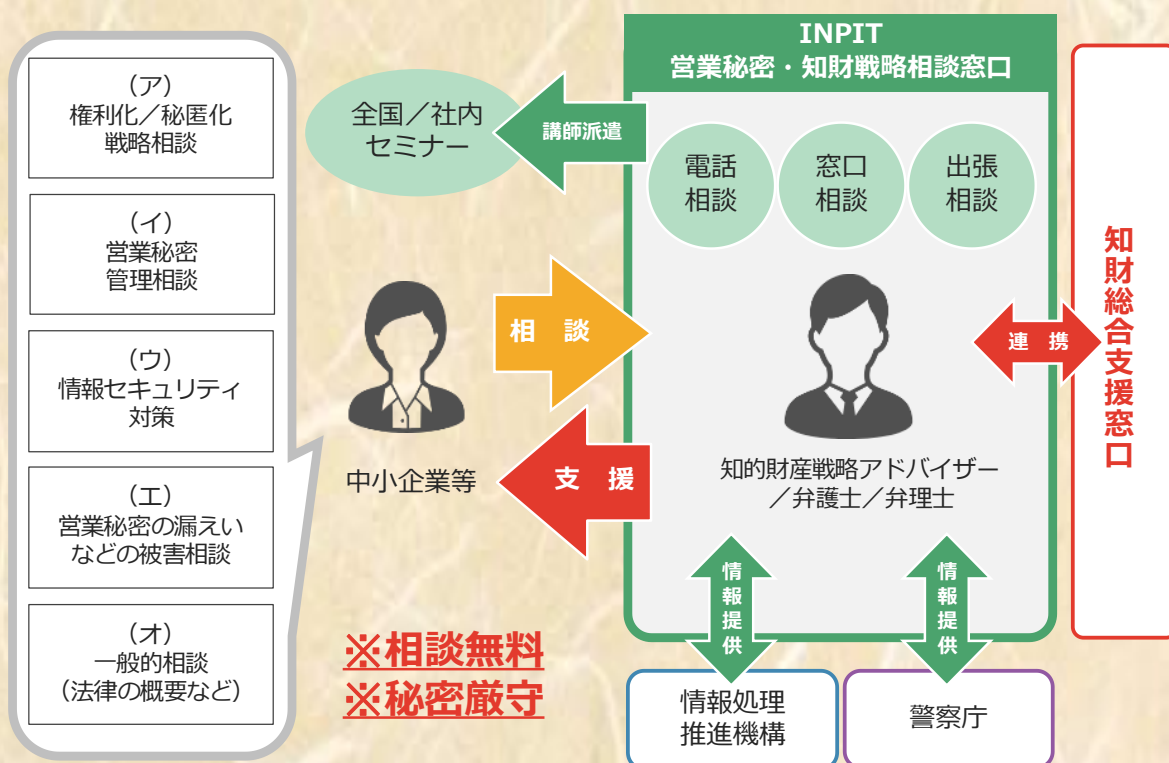 （ア）
権利化／秘匿化
戦略相談
（イ）
営業秘密
管理相談
（ウ）
情報セキュリティ
対策
（エ）
営業秘密の漏えい
などの被害相談
（オ）
一般的相談
（法律の概要など）
全国／社内
セミナー
講師派遣
INPIT
営業秘密・知財戦略相談窓口
電話
相談
窓口
相談
出張
相談
相　談
中小企業等
支　援
知的財産戦略アドバイザー
／弁護士／弁理士
連　携
知財総合支援窓口
情報提供
情報提供
情報処理
推進機構
警察庁
※相談無料
※秘密厳守